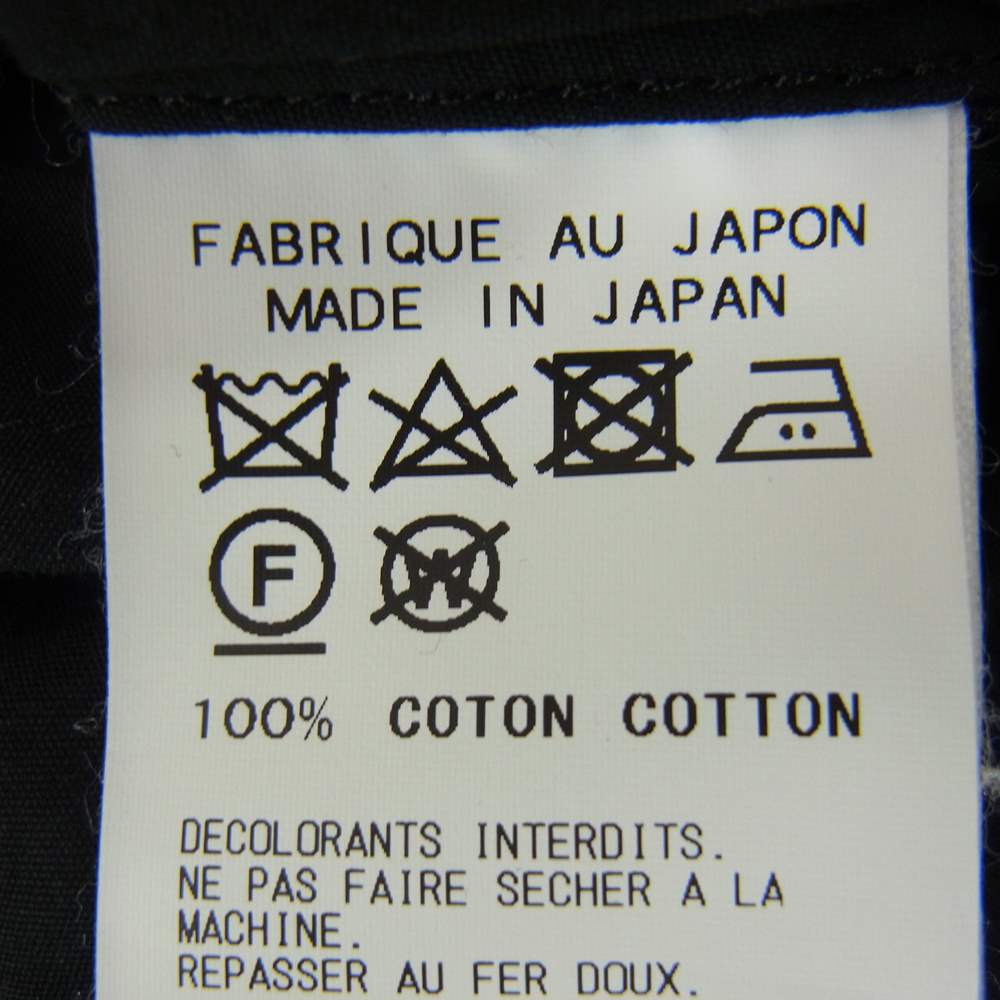 FABRIQUE AU JAPON
MADE IN JAPAN
F W
100% COTON COTTON
DECOLORANTS INTERDITS.
NE PAS FAIRE SECHER A LA
MACHINE.
REPASSER AU FER DOUX.